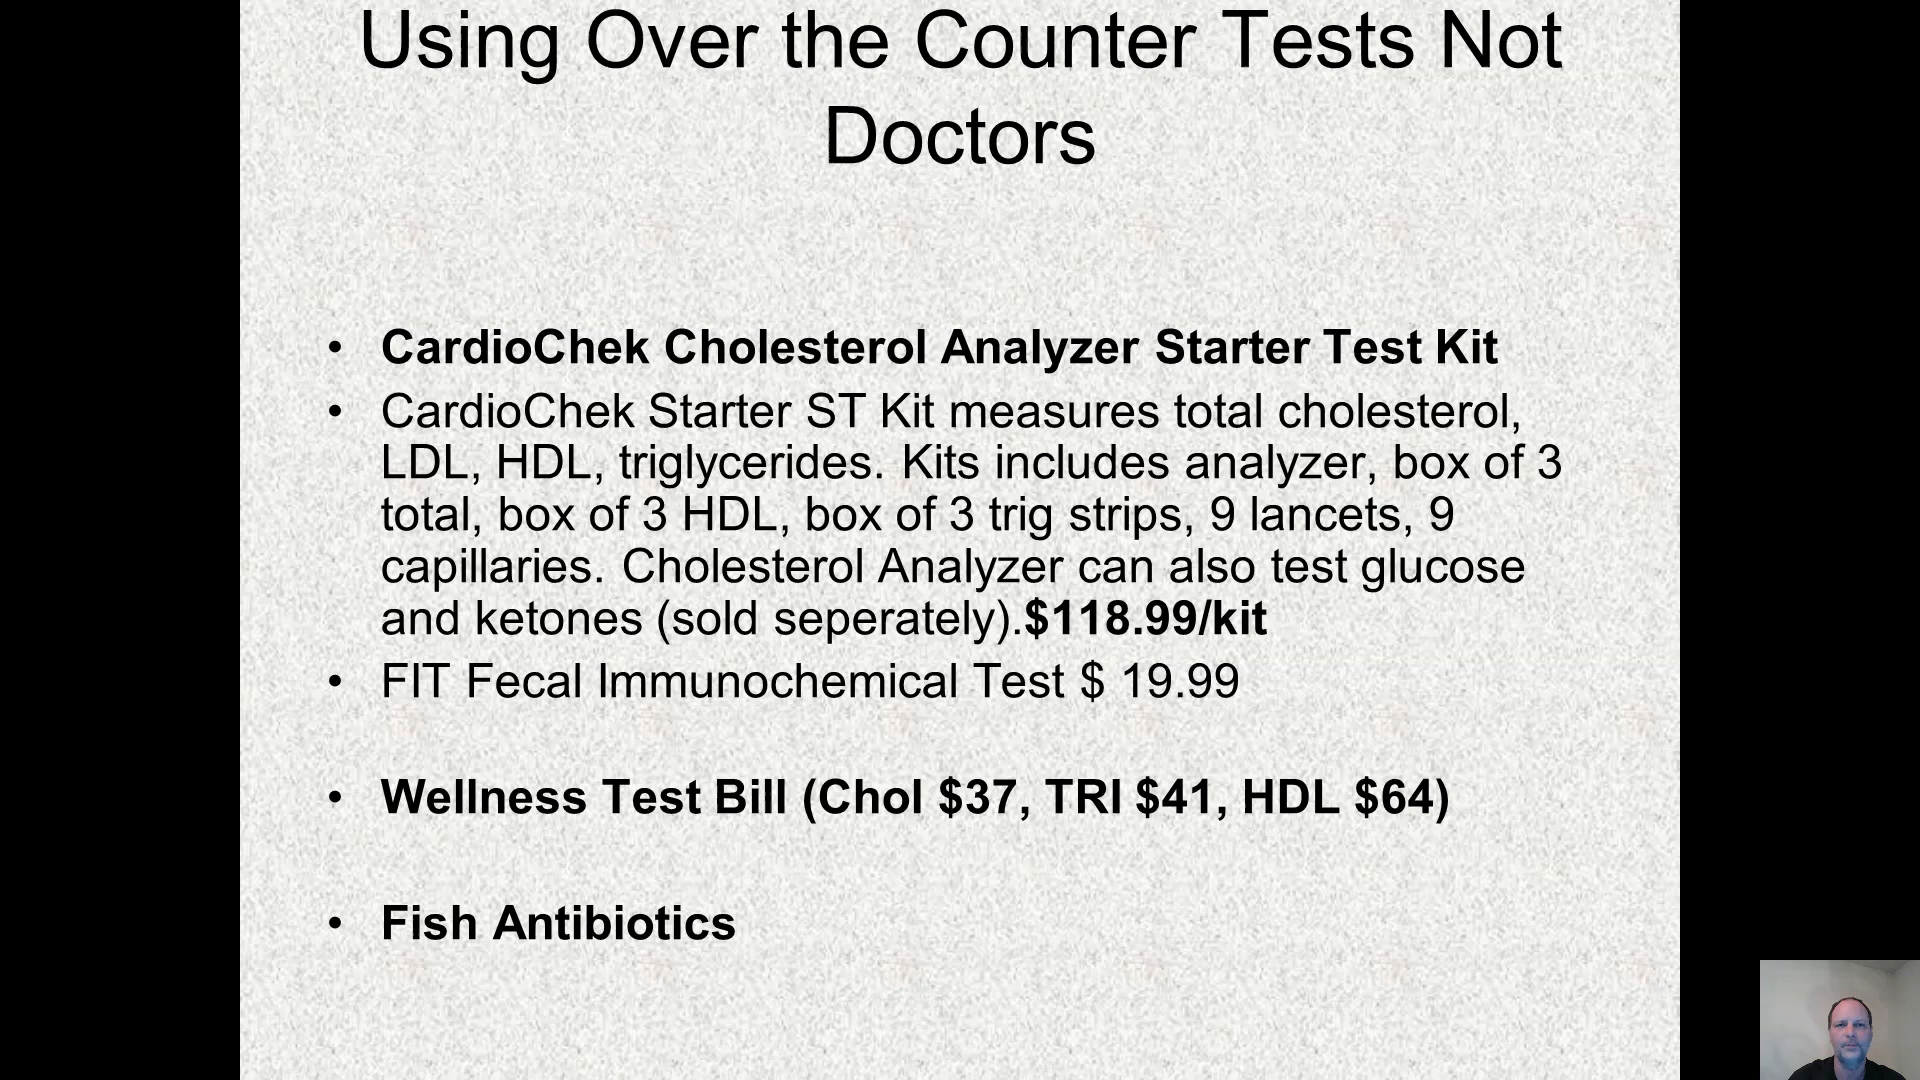 Using Over the Counter Tests Not
Doctors
• CardioChek Cholesterol Analyzer Starter Test Kit
• CardioChek Starter ST Kit measures total cholesterol,
LDL, HDL, triglycerides. Kits includes analyzer, box of 3
total, box of 3 HDL, box of 3 trig strips, 9 lancets, 9
capillaries. Cholesterol Analyzer can also test glucose
and ketones (sold seperately).$118.99/kit
• FIT Fecal Immunochemical Test $ 19.99
• Wellness Test Bill (Chol $37, TRI $41, HDL $64)
• Fish Antibiotics